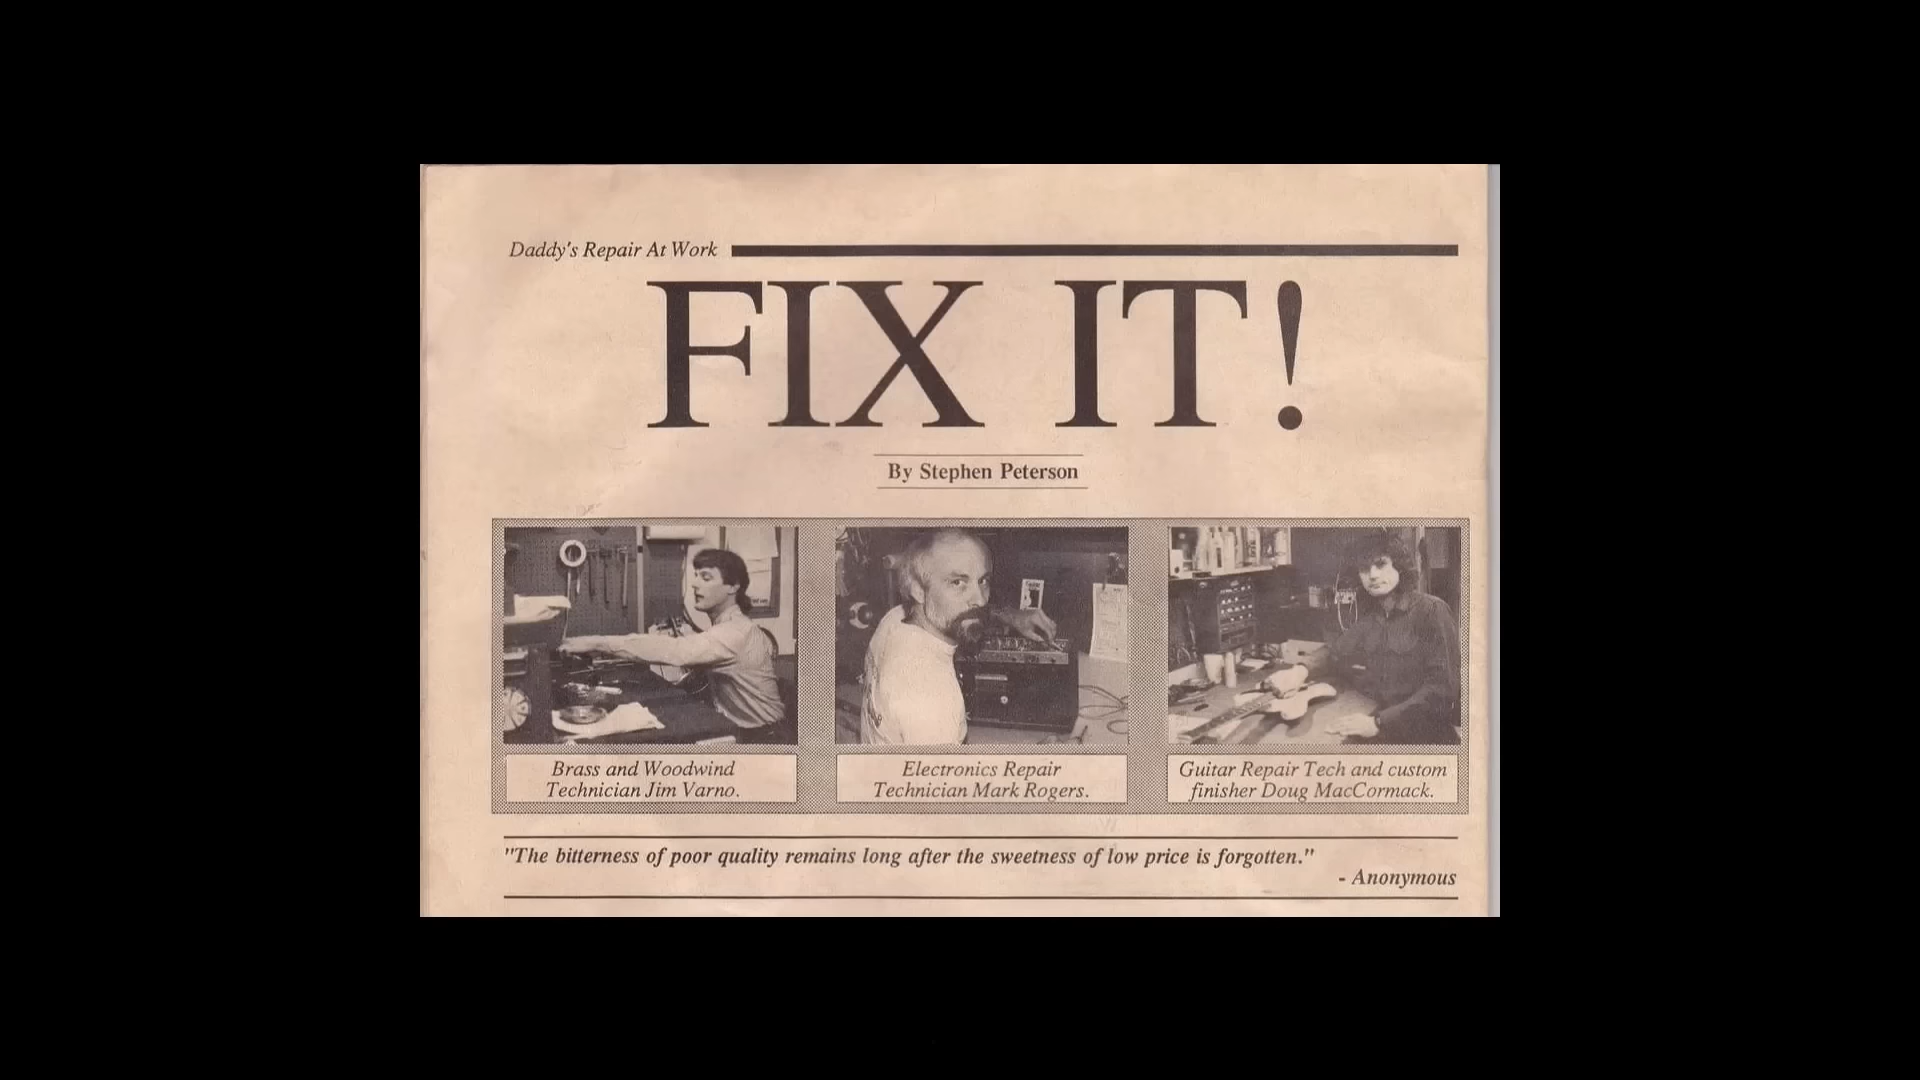 Daddy's Repair At Work
FIX IT!
By Stephen Peterson
Brass and Woodwind
Technician Jim Varno.
Electronics Repair
Technician Mark Rogers.
Guitar Repair Tech and custom
finisher Doug MacCormack.
"The bitterness of poor quality remains long after the sweetness of low price is forgotten."
- Anonymous